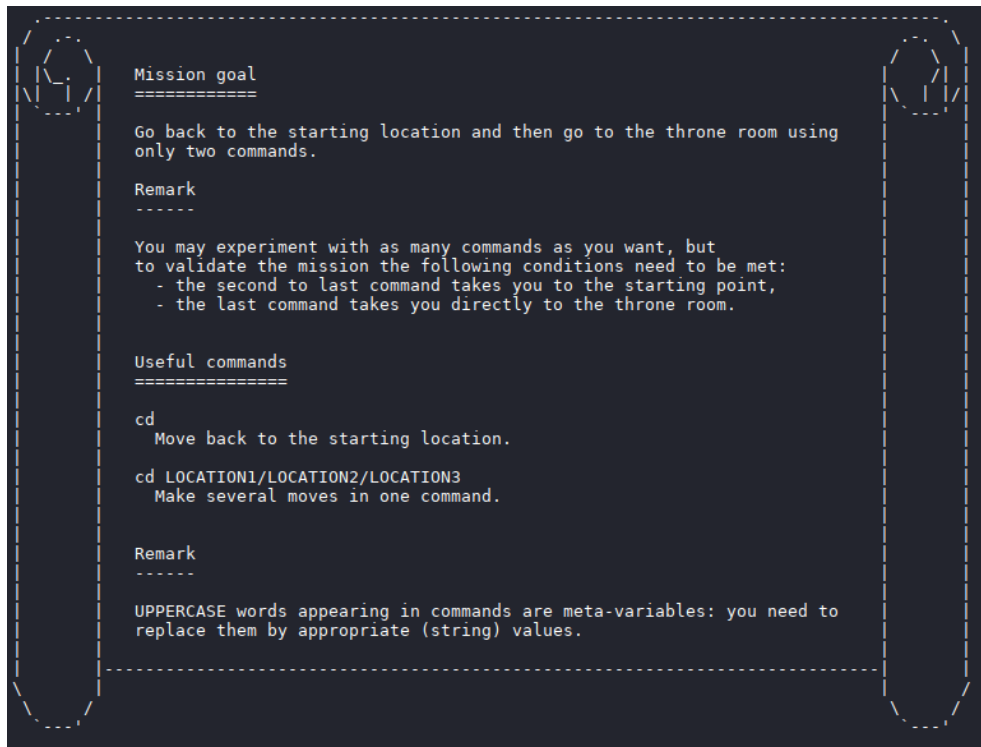 Mission goal
============
Go back to the starting location and then go to the throne room using
only two commands.
Remark
------
You may experiment with as many commands as you want, but
to validate the mission the following conditions need to be met:
- the second to last command takes you to the starting point,
- the last command takes you directly to the throne room.
Useful commands
===============
cd
Move back to the starting location.
cd LOCATION1/LOCATION2/LOCATION3
Make several moves in one command.
Remark
------
UPPERCASE words appearing in commands are meta-variables: you need to
replace them by appropriate (string) values.